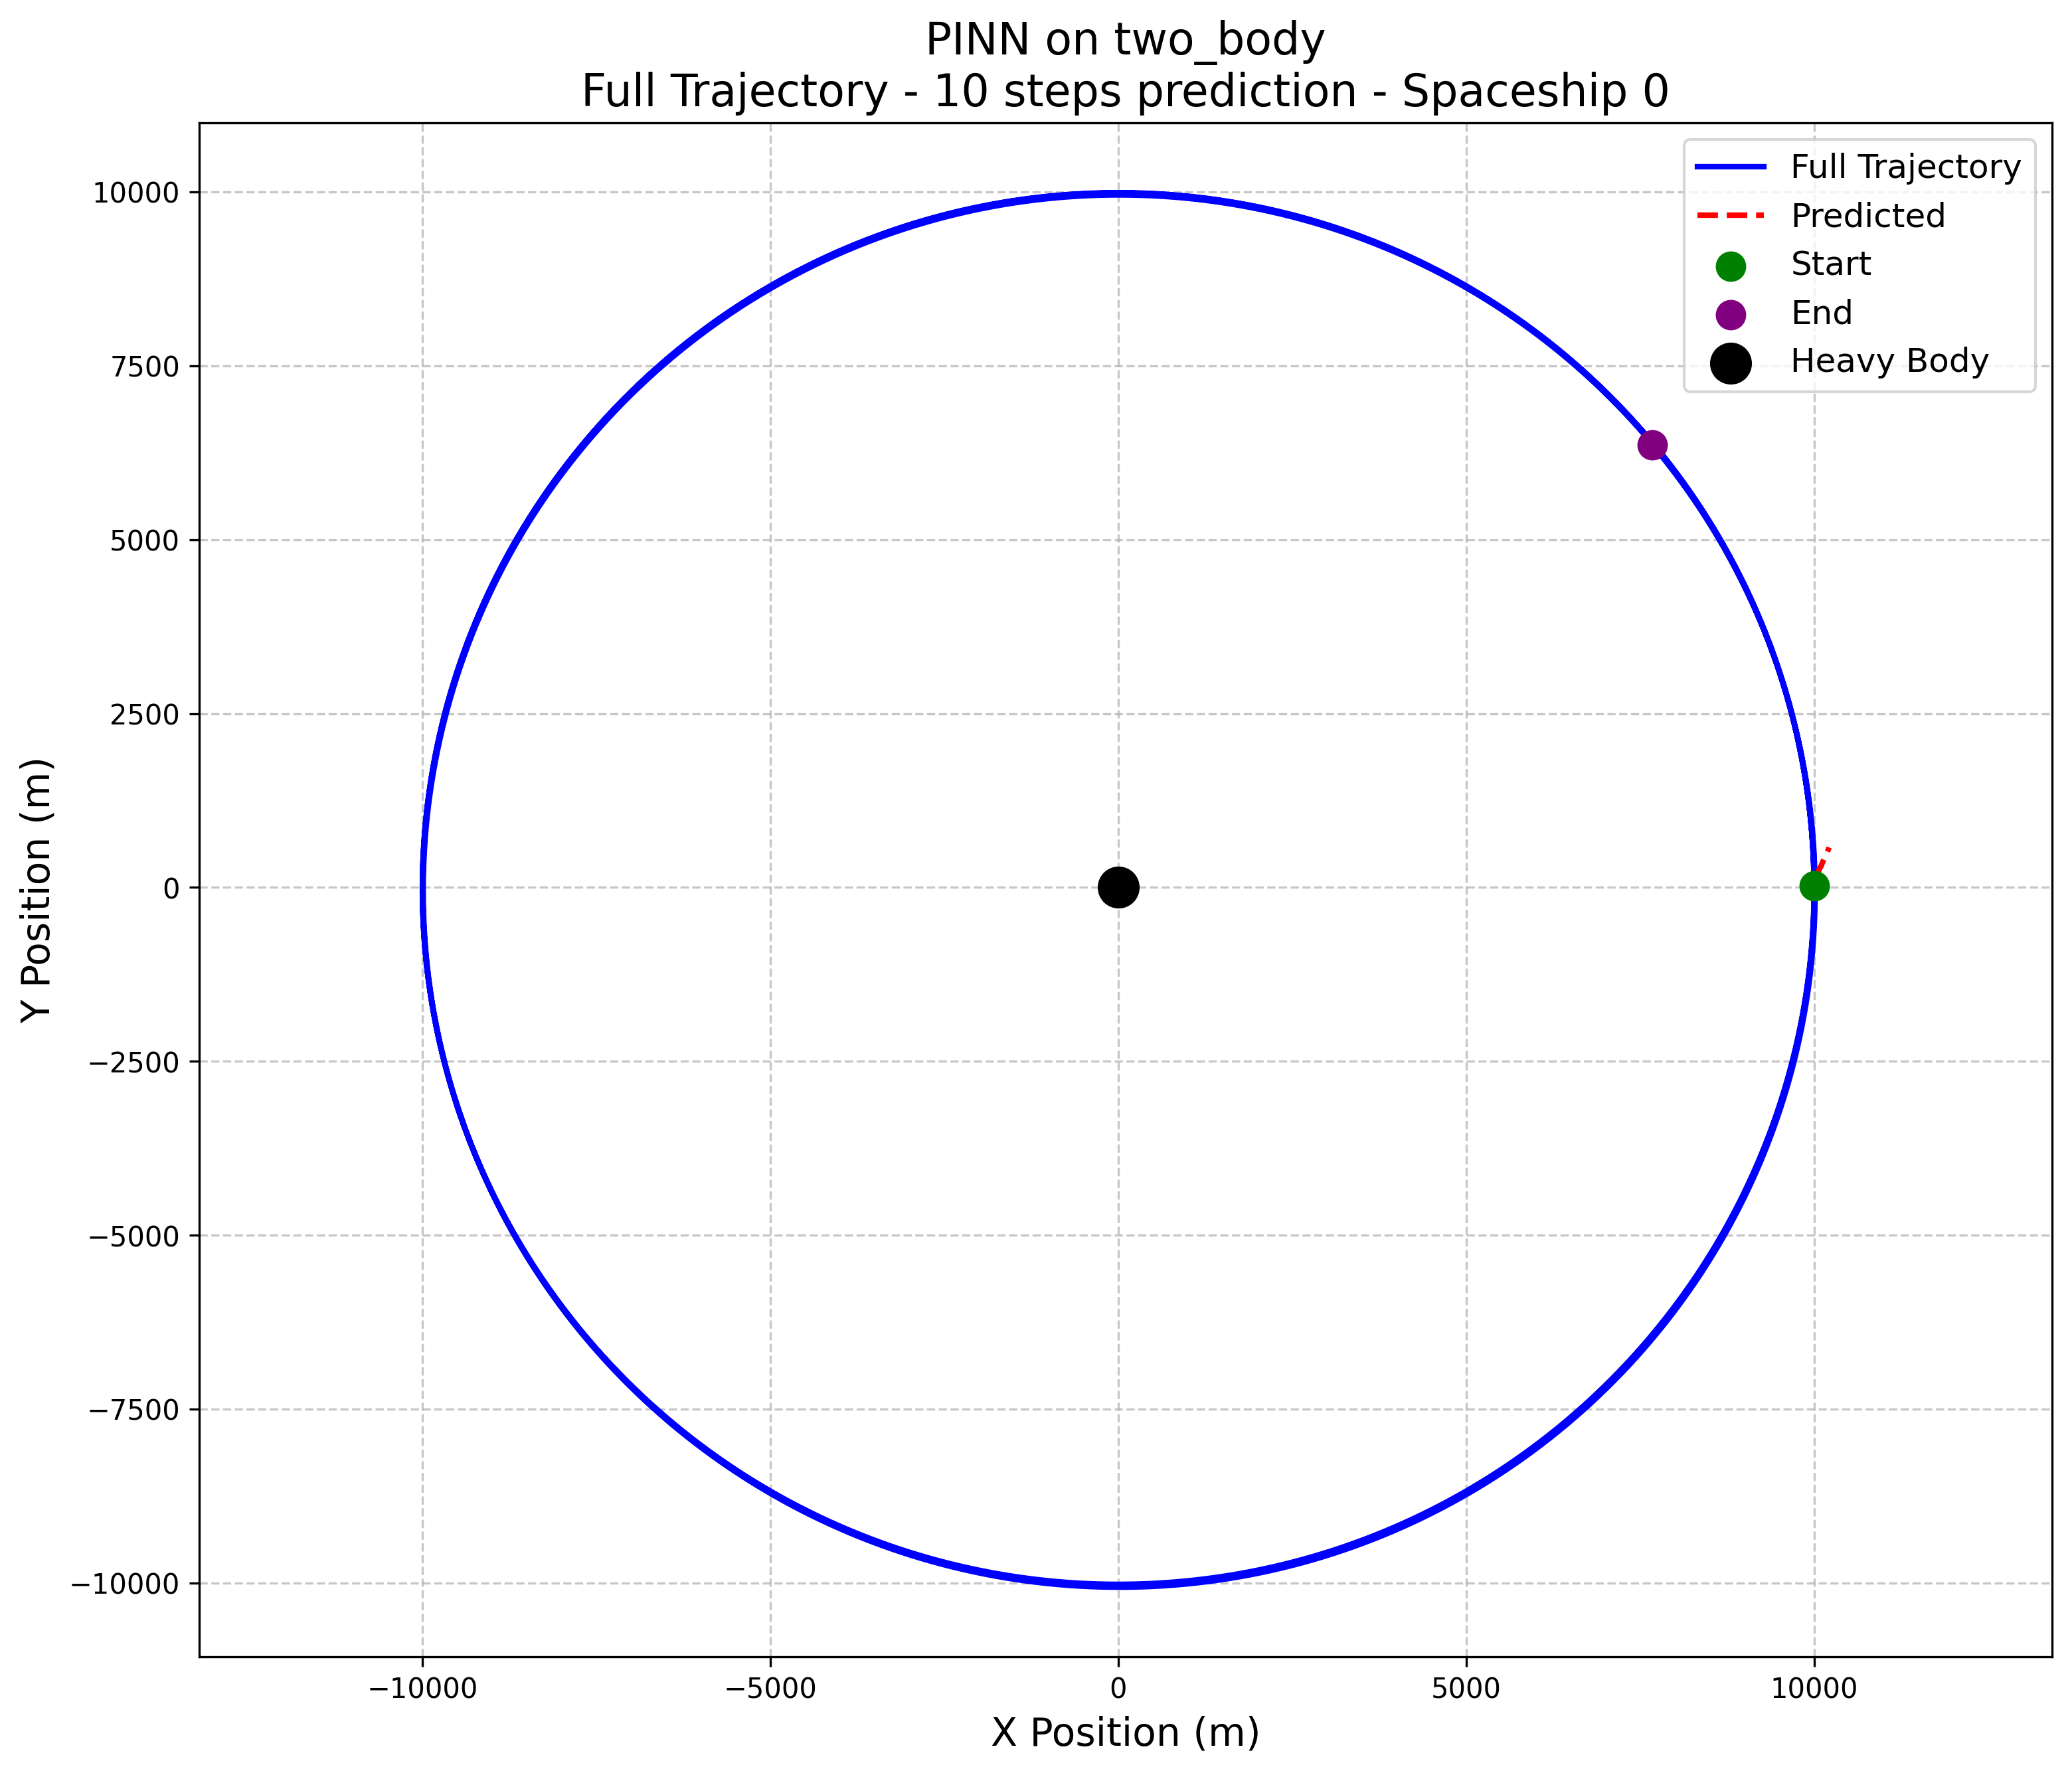 PINN on two_body
Full Trajectory - 10 steps prediction - Spaceship 0
Full Trajectory
Predicted
Start
End
Heavy Body
Y Position (m)
10000
7500
5000
2500
0
−2500
−5000
−7500
−10000
−10000
−5000
0
5000
10000
X Position (m)